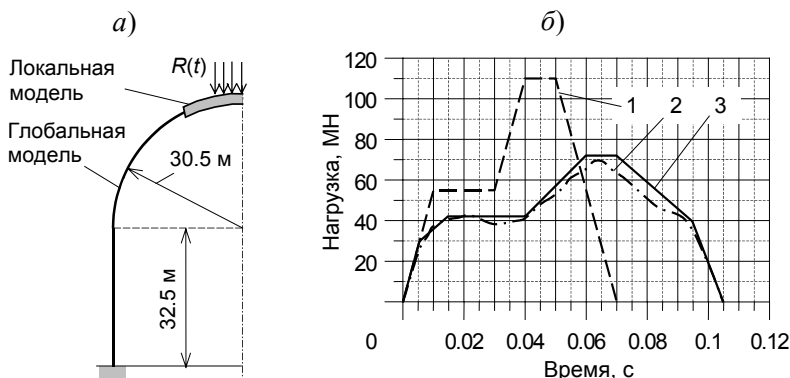 а)
Локальная
модель
R(t)
Глобальная
модель
30.5 м
32.5 м
б)
Нагрузка, МН
120
100
80
60
40
20
0
1
2
3
0.02
0.04
0.06
0.08
0.1
0.12
Время, с